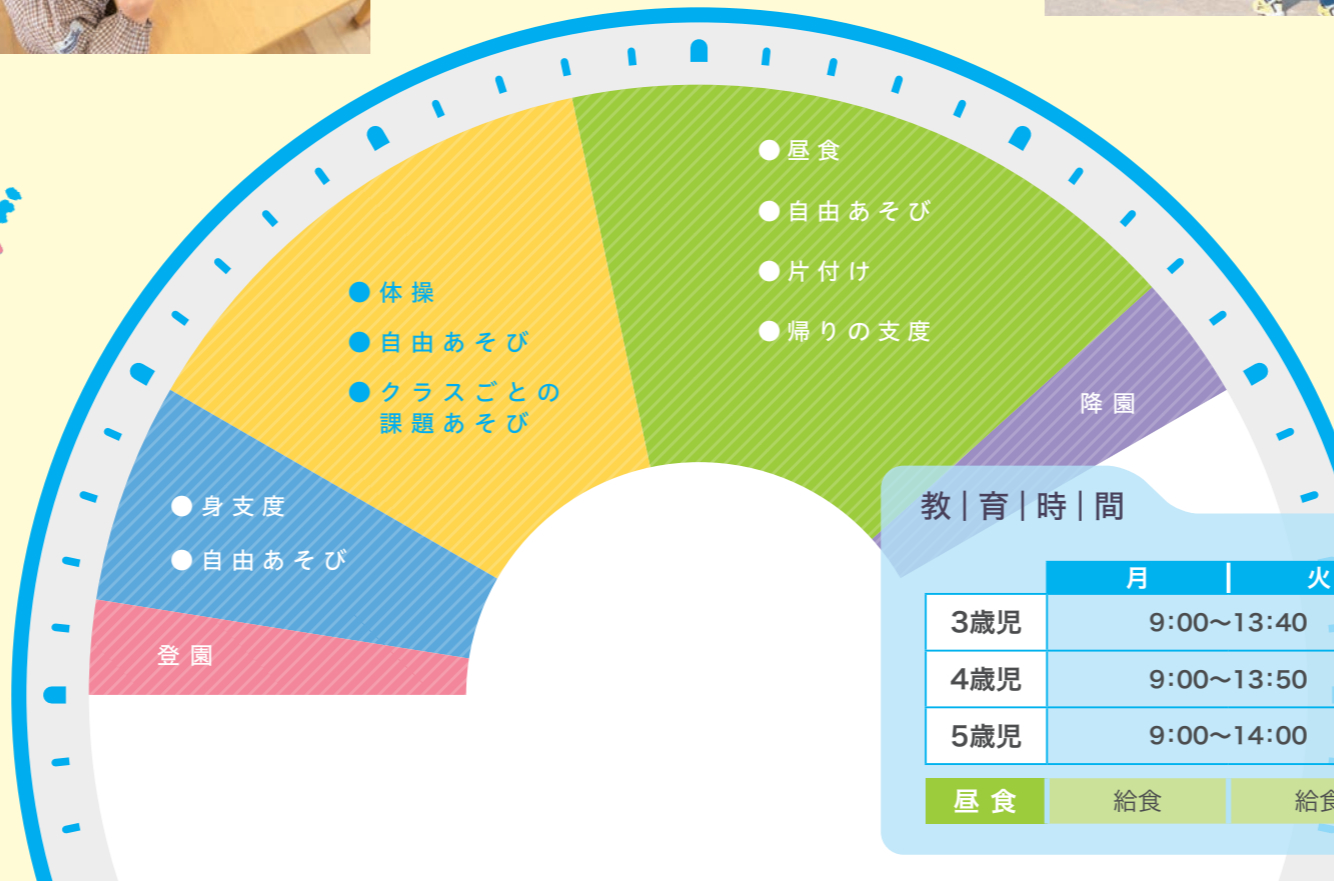 ●昼食
●自由あそび
●片付け
●帰りの支度
●体操
●自由あそび
●クラスごとの
課題あそび
降園
●身支度
●自由あそび
登園
教|育|時|間
月 | 火
3歳児 9:00〜13:40
4歳児 9:00〜13:50
5歳児 9:00〜14:00
昼食 給食 給食